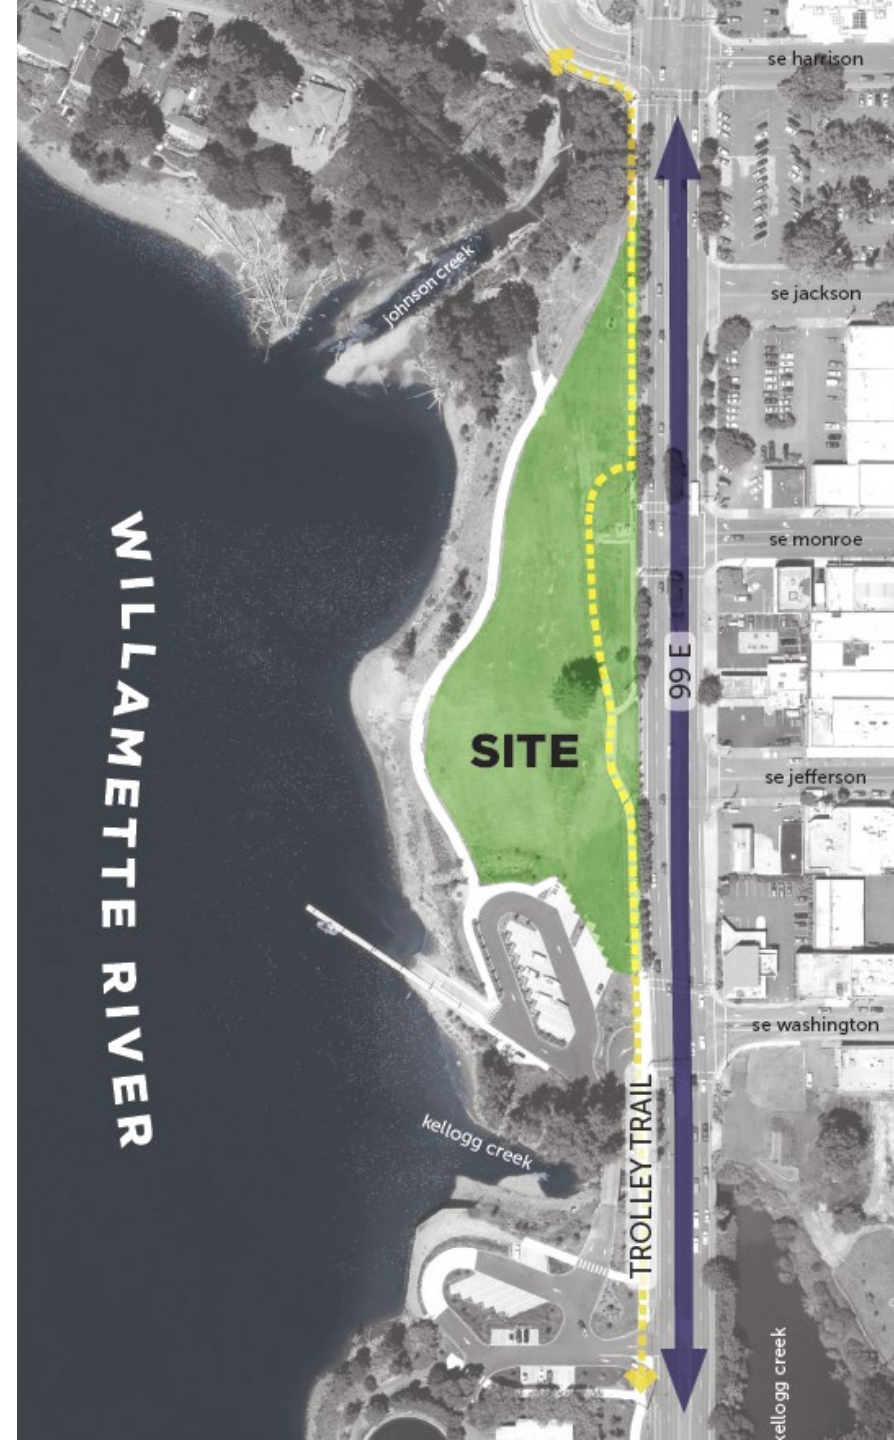 se harrison
johnson creek
se jackson
WILLAMETTE RIVER
se monroe
99 E
SITE
se jefferson
se washington
TROLLEY TRAIL
kellogg creek
kellogg creek